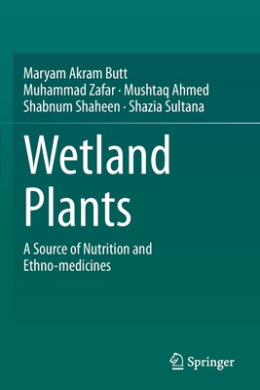 Maryam Akram Butt
Muhammad Zafar · Mushtaq Ahmed
Shabnum Shaheen · Shazia Sultana
Wetland
Plants
A Source of Nutrition and
Ethno-medicines
Springer